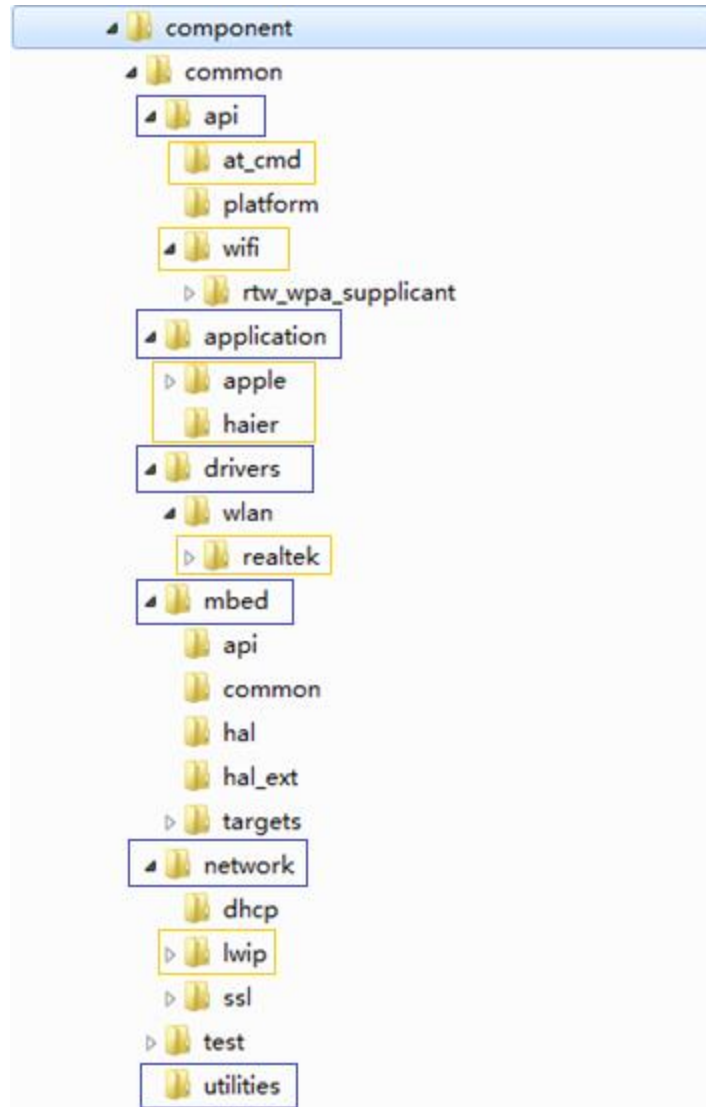 component
common
api
at_cmd
platform
wifi
rtw_wpa_supplicant
application
apple
haier
drivers
wlan
realtek
mbed
api
common
hal
hal_ext
targets
network
dhcp
lwip
ssl
test
utilities